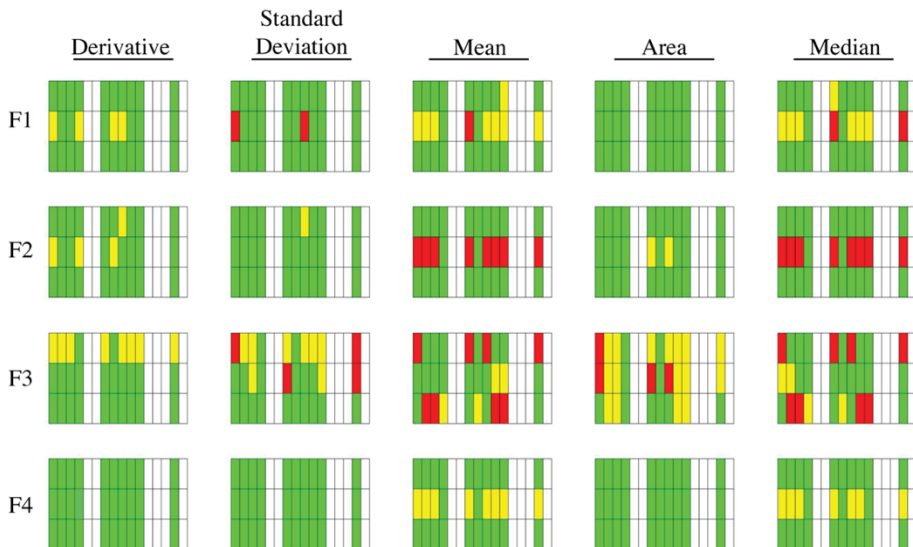 Derivative
Standard
Deviation
Mean
Area
Median
F1
F2
F3
F4